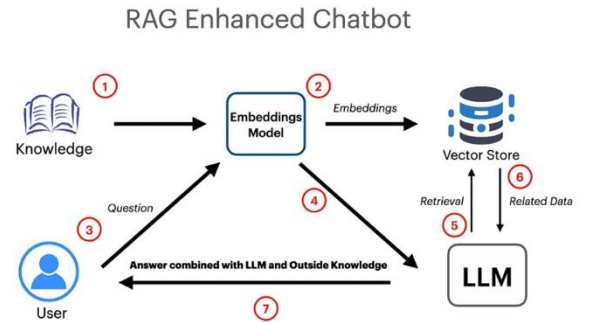 RAG Enhanced Chatbot
1
2
Embeddings
Knowledge
Embeddings
Model
Vector Store
Question
3
4
Retrieval
5
6
Related Data
Answer combined with LLM and Outside Knowledge
LLM
User
7